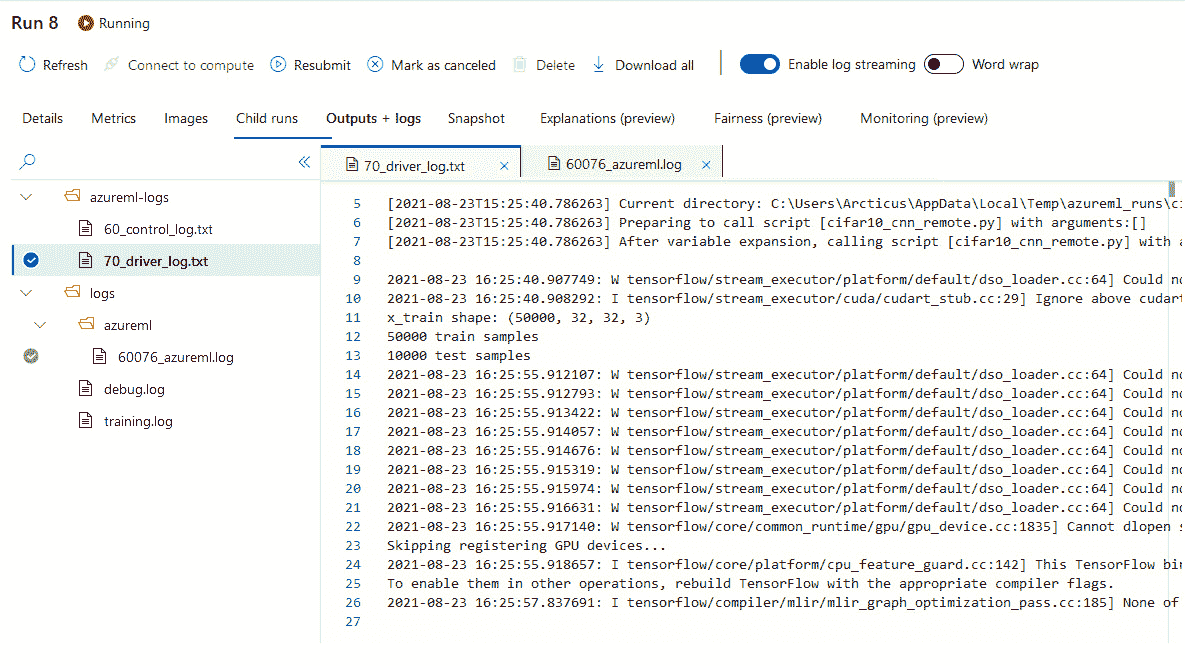 Run 8 Running
Refresh Connect to compute Resubmit Mark as canceled Delete Download all Enable log streaming Word wrap
Details Metrics Images Child runs Outputs + logs Snapshot Explanations (preview) Fairness (preview) Monitoring (preview)
70_driver_log.txt 60076_azureml.log
azureml-logs
60_control_log.txt
70_driver_log.txt
logs
azureml
60076_azureml.log
debug.log
training.log
5 [2021-08-23T15:25:40.786263] Current directory: C:\Users\Arcticus\AppData\Local\Temp\azureml_runs\ci
6 [2021-08-23T15:25:40.786263] Preparing to call script [cifar10_cnn_remote.py] with arguments:[]
7 [2021-08-23T15:25:40.786263] After variable expansion, calling script [cifar10_cnn_remote.py] with a
8
9 2021-08-23 16:25:40.907749: W tensorflow/stream_executor/platform/default/dso_loader.cc:64] Could no
10 2021-08-23 16:25:40.908292: I tensorflow/stream_executor/cuda/cudart_stub.cc:29] Ignore above cudart
11 x_train shape: (50000, 32, 32, 3)
12 50000 train samples
13 10000 test samples
14 2021-08-23 16:25:55.912107: W tensorflow/stream_executor/platform/default/dso_loader.cc:64] Could no
15 2021-08-23 16:25:55.912793: W tensorflow/stream_executor/platform/default/dso_loader.cc:64] Could no
16 2021-08-23 16:25:55.913422: W tensorflow/stream_executor/platform/default/dso_loader.cc:64] Could no
17 2021-08-23 16:25:55.914057: W tensorflow/stream_executor/platform/default/dso_loader.cc:64] Could no
18 2021-08-23 16:25:55.914676: W tensorflow/stream_executor/platform/default/dso_loader.cc:64] Could no
19 2021-08-23 16:25:55.915319: W tensorflow/stream_executor/platform/default/dso_loader.cc:64] Could no
20 2021-08-23 16:25:55.915974: W tensorflow/stream_executor/platform/default/dso_loader.cc:64] Could no
21 2021-08-23 16:25:55.916631: W tensorflow/stream_executor/platform/default/dso_loader.cc:64] Could no
22 2021-08-23 16:25:55.917140: W tensorflow/core/common_runtime/gpu/gpu_device.cc:1835] Cannot dlopen s
23 Skipping registering GPU devices...
24 2021-08-23 16:25:55.918657: I tensorflow/core/platform/cpu_feature_guard.cc:142] This TensorFlow bin
25 To enable them in other operations, rebuild TensorFlow with the appropriate compiler flags.
26 2021-08-23 16:25:57.837691: I tensorflow/compiler/mlir/mlir_graph_optimization_pass.cc:185] None of
27